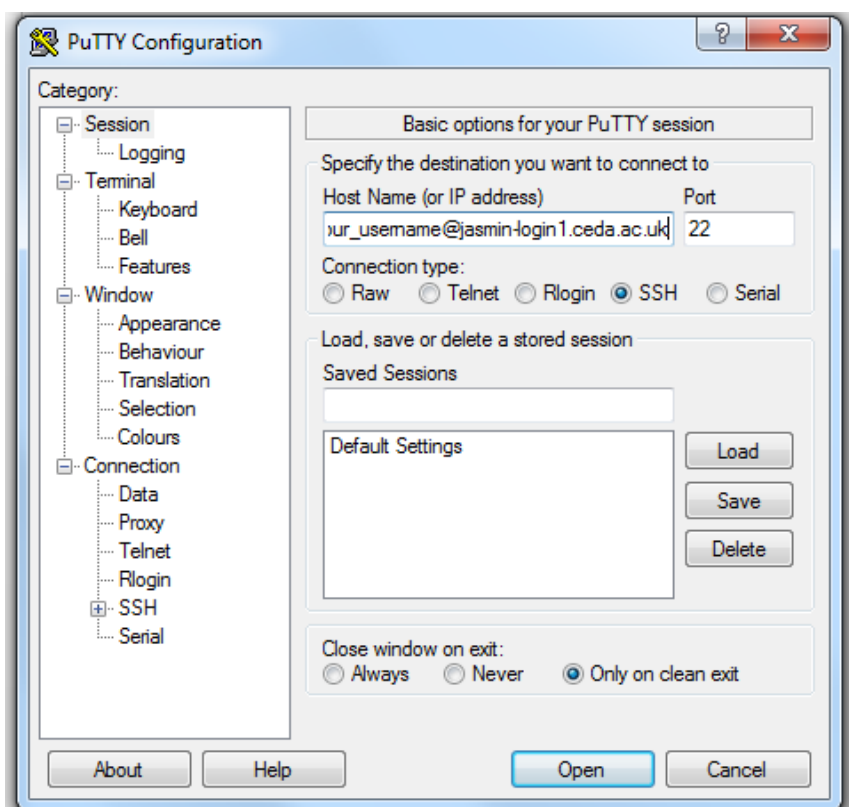 PuTTY Configuration
Category:
Session
Logging
Terminal
Keyboard
Bell
Features
Window
Appearance
Behaviour
Translation
Selection
Colours
Connection
Data
Proxy
Telnet
Rlogin
SSH
Serial
Basic options for your PuTTY session
Specify the destination you want to connect to
Host Name (or IP address) Port
our_username@jasmin-login1.ceda.ac.uk 22
Connection type:
Raw Telnet Rlogin SSH Serial
Load, save or delete a stored session
Saved Sessions
Default Settings
Load
Save
Delete
Close window on exit:
Always Never Only on clean exit
About Help Open Cancel